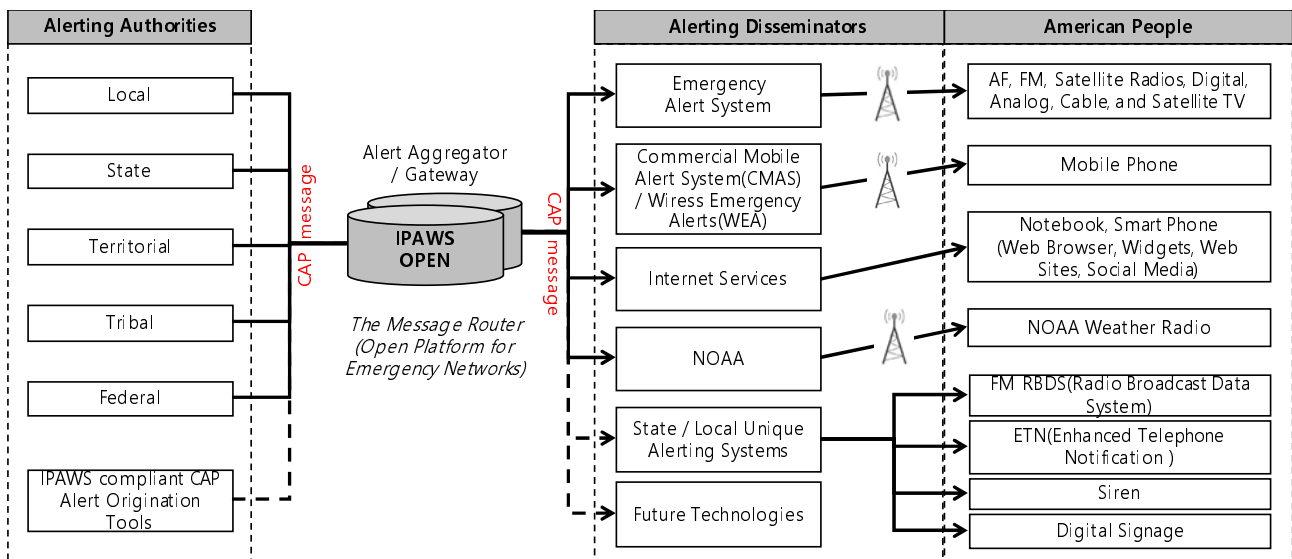 Alerting Authorities
Local
State
Territorial
Tribal
Federal
IPAWS compliant CAP
Alert Origination
Tools
CAP message
Alert Aggregator
/ Gateway
IPAWS
OPEN
The Message Router
(Open Platform for
Emergency Networks)
CAP message
Alerting Disseminators
Emergency
Alert System
Commercial Mobile
Alert System(CMAS)
/ Wiress Emergency
Alerts(WEA)
Internet Services
NOAA
State / Local Unique
Alerting Systems
Future Technologies
American People
AF, FM, Satellite Radios, Digital,
Analog, Cable, and Satellite TV
Mobile Phone
Notebook, Smart Phone
(Web Browser, Widgets, Web
Sites, Social Media)
NOAA Weather Radio
FM RBDS(Radio Broadcast Data
System)
ETN(Enhanced Telephone
Notification )
Siren
Digital Signage